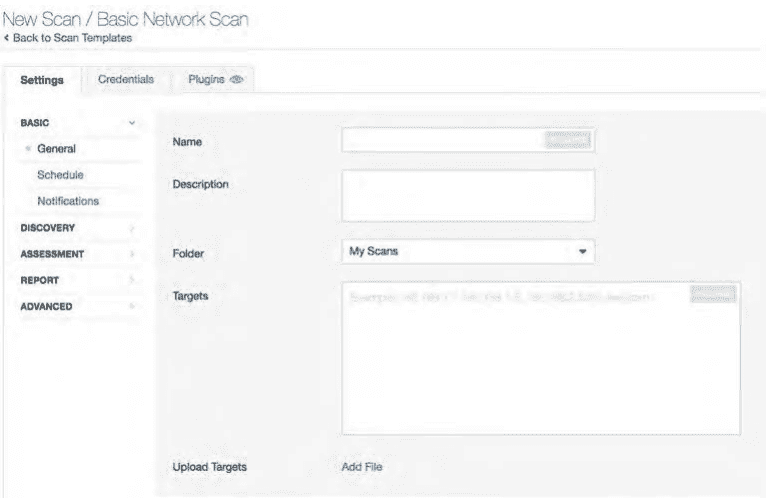 New Scan / Basic Network Scan
< Back to Scan Templates
Settings Credentials Plugins
BASIC
General
Schedule
Notifications
DISCOVERY
ASSESSMENT
REPORT
ADVANCED
Name
Description
Folder My Scans
Targets
Upload Targets Add File